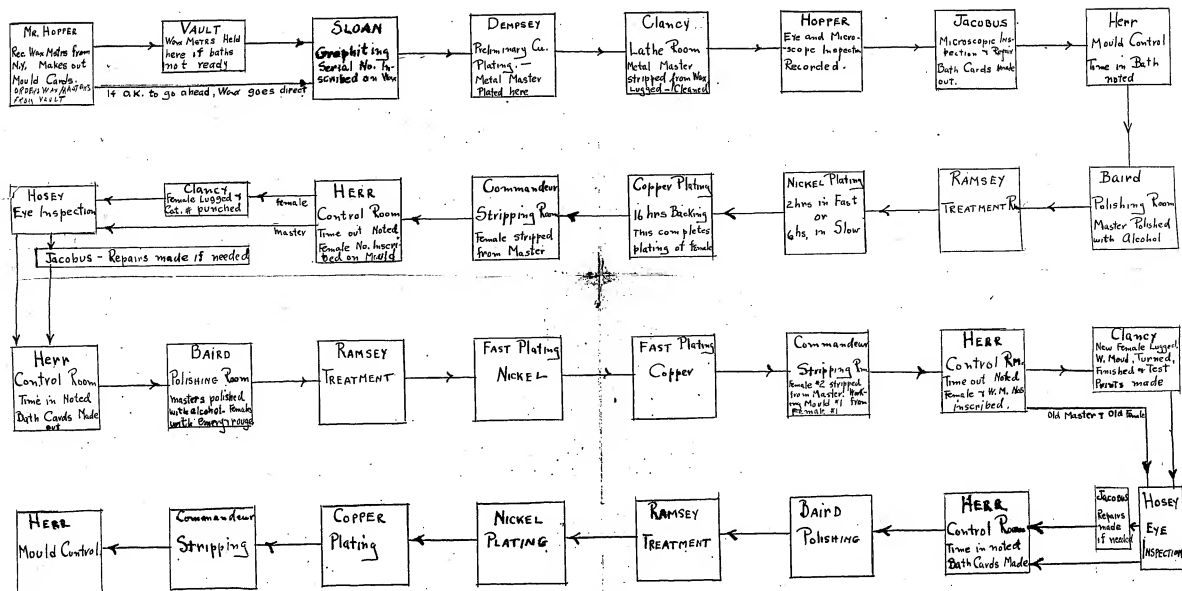 MR. HOPPER
Rec. Wax Mstrs from
N.Y. Makes out
Mould Cards.
ORDERS WAX MASTERS
FROM VAULT
VAULT
Wax MSTRS Held
here if baths
not ready
If O.K. to go ahead, Wax goes direct
SLOAN
Graphiting
Serial No. In-
scribed on Wax
DEMPSEY
Preliminary Cu.
Plating.—
Metal Master
Plated here
Clancy
Lathe Room
Metal Master
stripped from Wax
Lugged - Cleaned
HOPPER
Eye and Micro-
scope Inspectn
Recorded.
JACOBUS
Microscopic Ins-
pection & Repair
Bath Cards made
out.
Herr
Mould Control
Time in Bath
noted
Baird
Polishing Room
Master Polished
with Alcohol
RAMSEY
TREATMENT Rm
NICKEL Plating
2hrs in Fast
or
6hs, in Slow
Copper Plating
16 hrs Backing
This completes
plating of Female
Commandeur
Stripping Room
Female stripped
from Master
HERR
Control Room
Time out Noted
Female No. Inscri-
bed on Mould
female
master
Clancy
Female Lugged &
Cat. # punched
HOSEY
Eye Inspection
Jacobus - Repairs made if needed
Herr
Control Room
Time in Noted
Bath Cards Made
out
BAIRD
Polishing Room
masters polished
with alcohol. Female
with emery rouge
RAMSEY
TREATMENT
FAST Plating
NICKEL
FAST Plating
Copper
Commandeur
Stripping Rm
Female #2 stripped
from Master. Work-
ing Mould #1 from
Female #1
HERR
Control RM.
Time out Noted
Female & W.M. Nos
inscribed.
Clancy
New Female Lugged,
W. Mould, Turned,
Finished & Test
Points made
Old Master & Old Female
HOSEY
EYE
INSPECTION
Jacobus
Repairs
made
if needed
HERR
Control Room
Time in noted
Bath Cards Made
BAIRD
POLISHING
RAMSEY
TREATMENT
NICKEL
PLATING
COPPER
Plating
Commandeur
Stripping
HERR
Mould Control